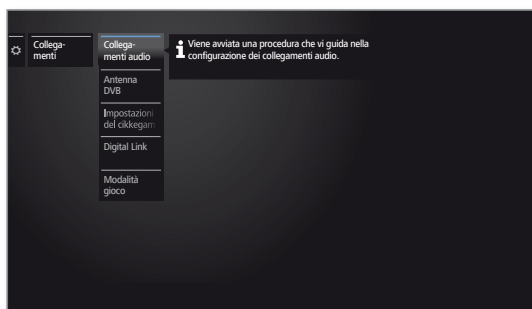 Collega-
menti
Collega-
menti audio
Viene avviata una procedura che vi guida nella
configurazione dei collegamenti audio.
Antenna
DVB
Impostazioni
del cikkegam
Digital Link
Modalità
gioco